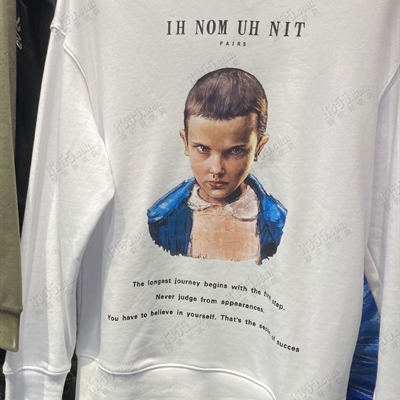 IH NOM UH NIT
PAIRS
The longest journey begins with the first step,
Never judge from appearances.
You have to believe in yourself. That's the of succes